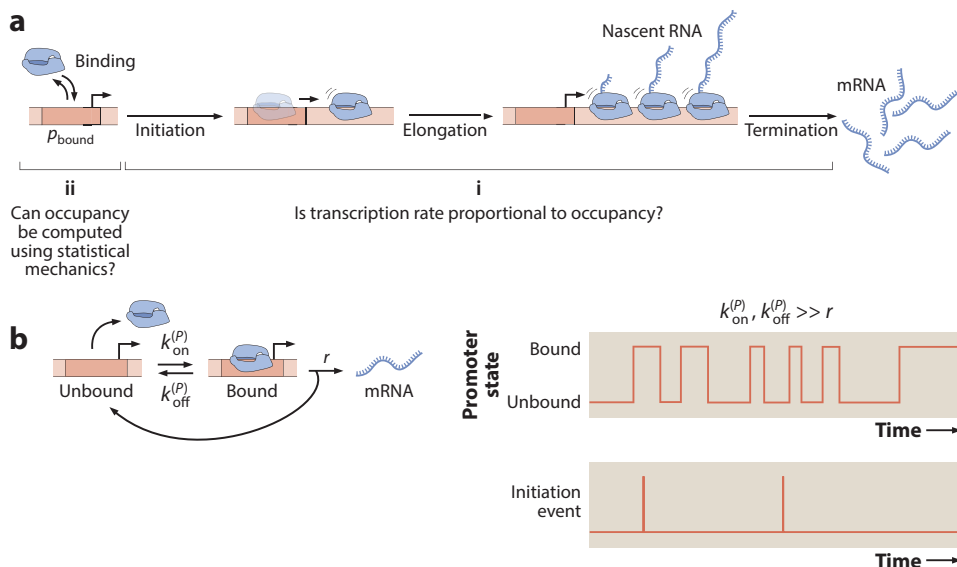 a
Binding
Nascent RNA
mRNA
p_bound
Initiation
Elongation
Termination
ii
i
Can occupancy
be computed
using statistical
mechanics?
Is transcription rate proportional to occupancy?
b
k_on^(P)
k_off^(P)
r
Unbound
Bound
mRNA
k_on^(P), k_off^(P) >> r
Promoter
state
Bound
Unbound
Time
Initiation
event
Time